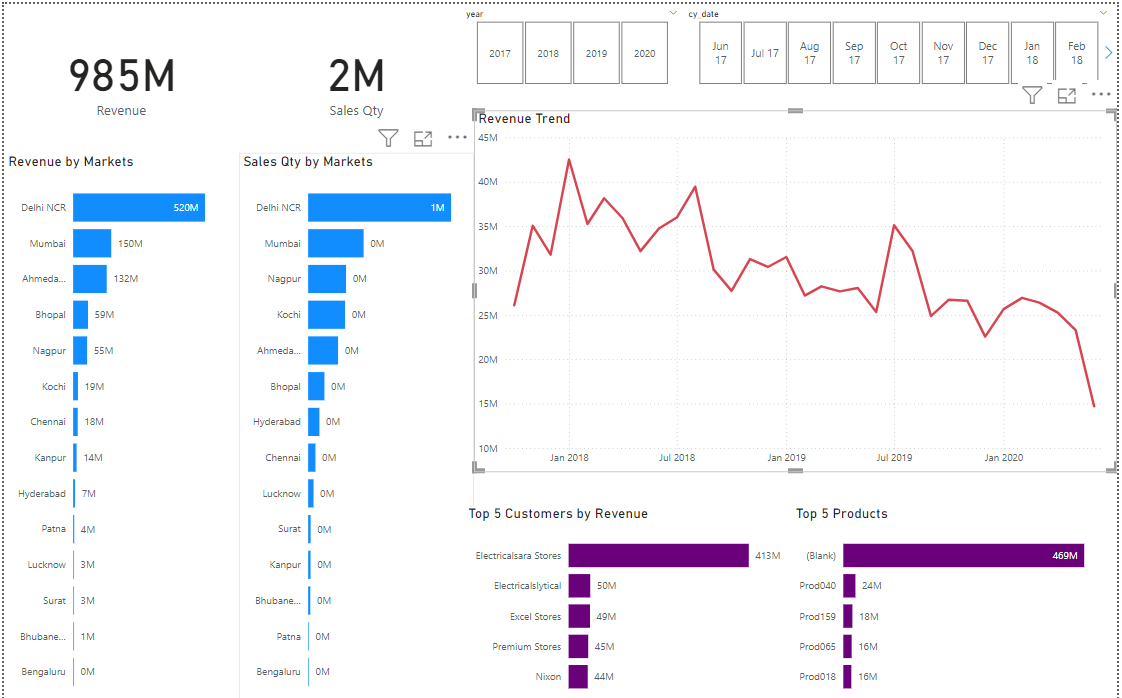 year
cy_date
2017 2018 2019 2020
Jun 17 Jul 17 Aug 17 Sep 17 Oct 17 Nov 17 Dec 17 Jan 18 Feb 18
985M
Revenue
2M
Sales Qty
Revenue by Markets
Delhi NCR 520M
Mumbai 150M
Ahmeda... 132M
Bhopal 59M
Nagpur 55M
Kochi 19M
Chennai 18M
Kanpur 14M
Hyderabad 7M
Patna 4M
Lucknow 3M
Surat 3M
Bhubane... 1M
Bengaluru 0M
Sales Qty by Markets
Delhi NCR 1M
Mumbai 0M
Nagpur 0M
Kochi 0M
Ahmeda... 0M
Bhopal 0M
Hyderabad 0M
Chennai 0M
Lucknow 0M
Surat 0M
Kanpur 0M
Bhubane... 0M
Patna 0M
Bengaluru 0M
Revenue Trend
45M
40M
35M
30M
25M
20M
15M
10M
Jan 2018 Jul 2018 Jan 2019 Jul 2019 Jan 2020
Top 5 Customers by Revenue
Electricalsara Stores 413M
Electricalslytical 50M
Excel Stores 49M
Premium Stores 45M
Nixon 44M
Top 5 Products
(Blank) 469M
Prod040 24M
Prod159 18M
Prod065 16M
Prod018 16M